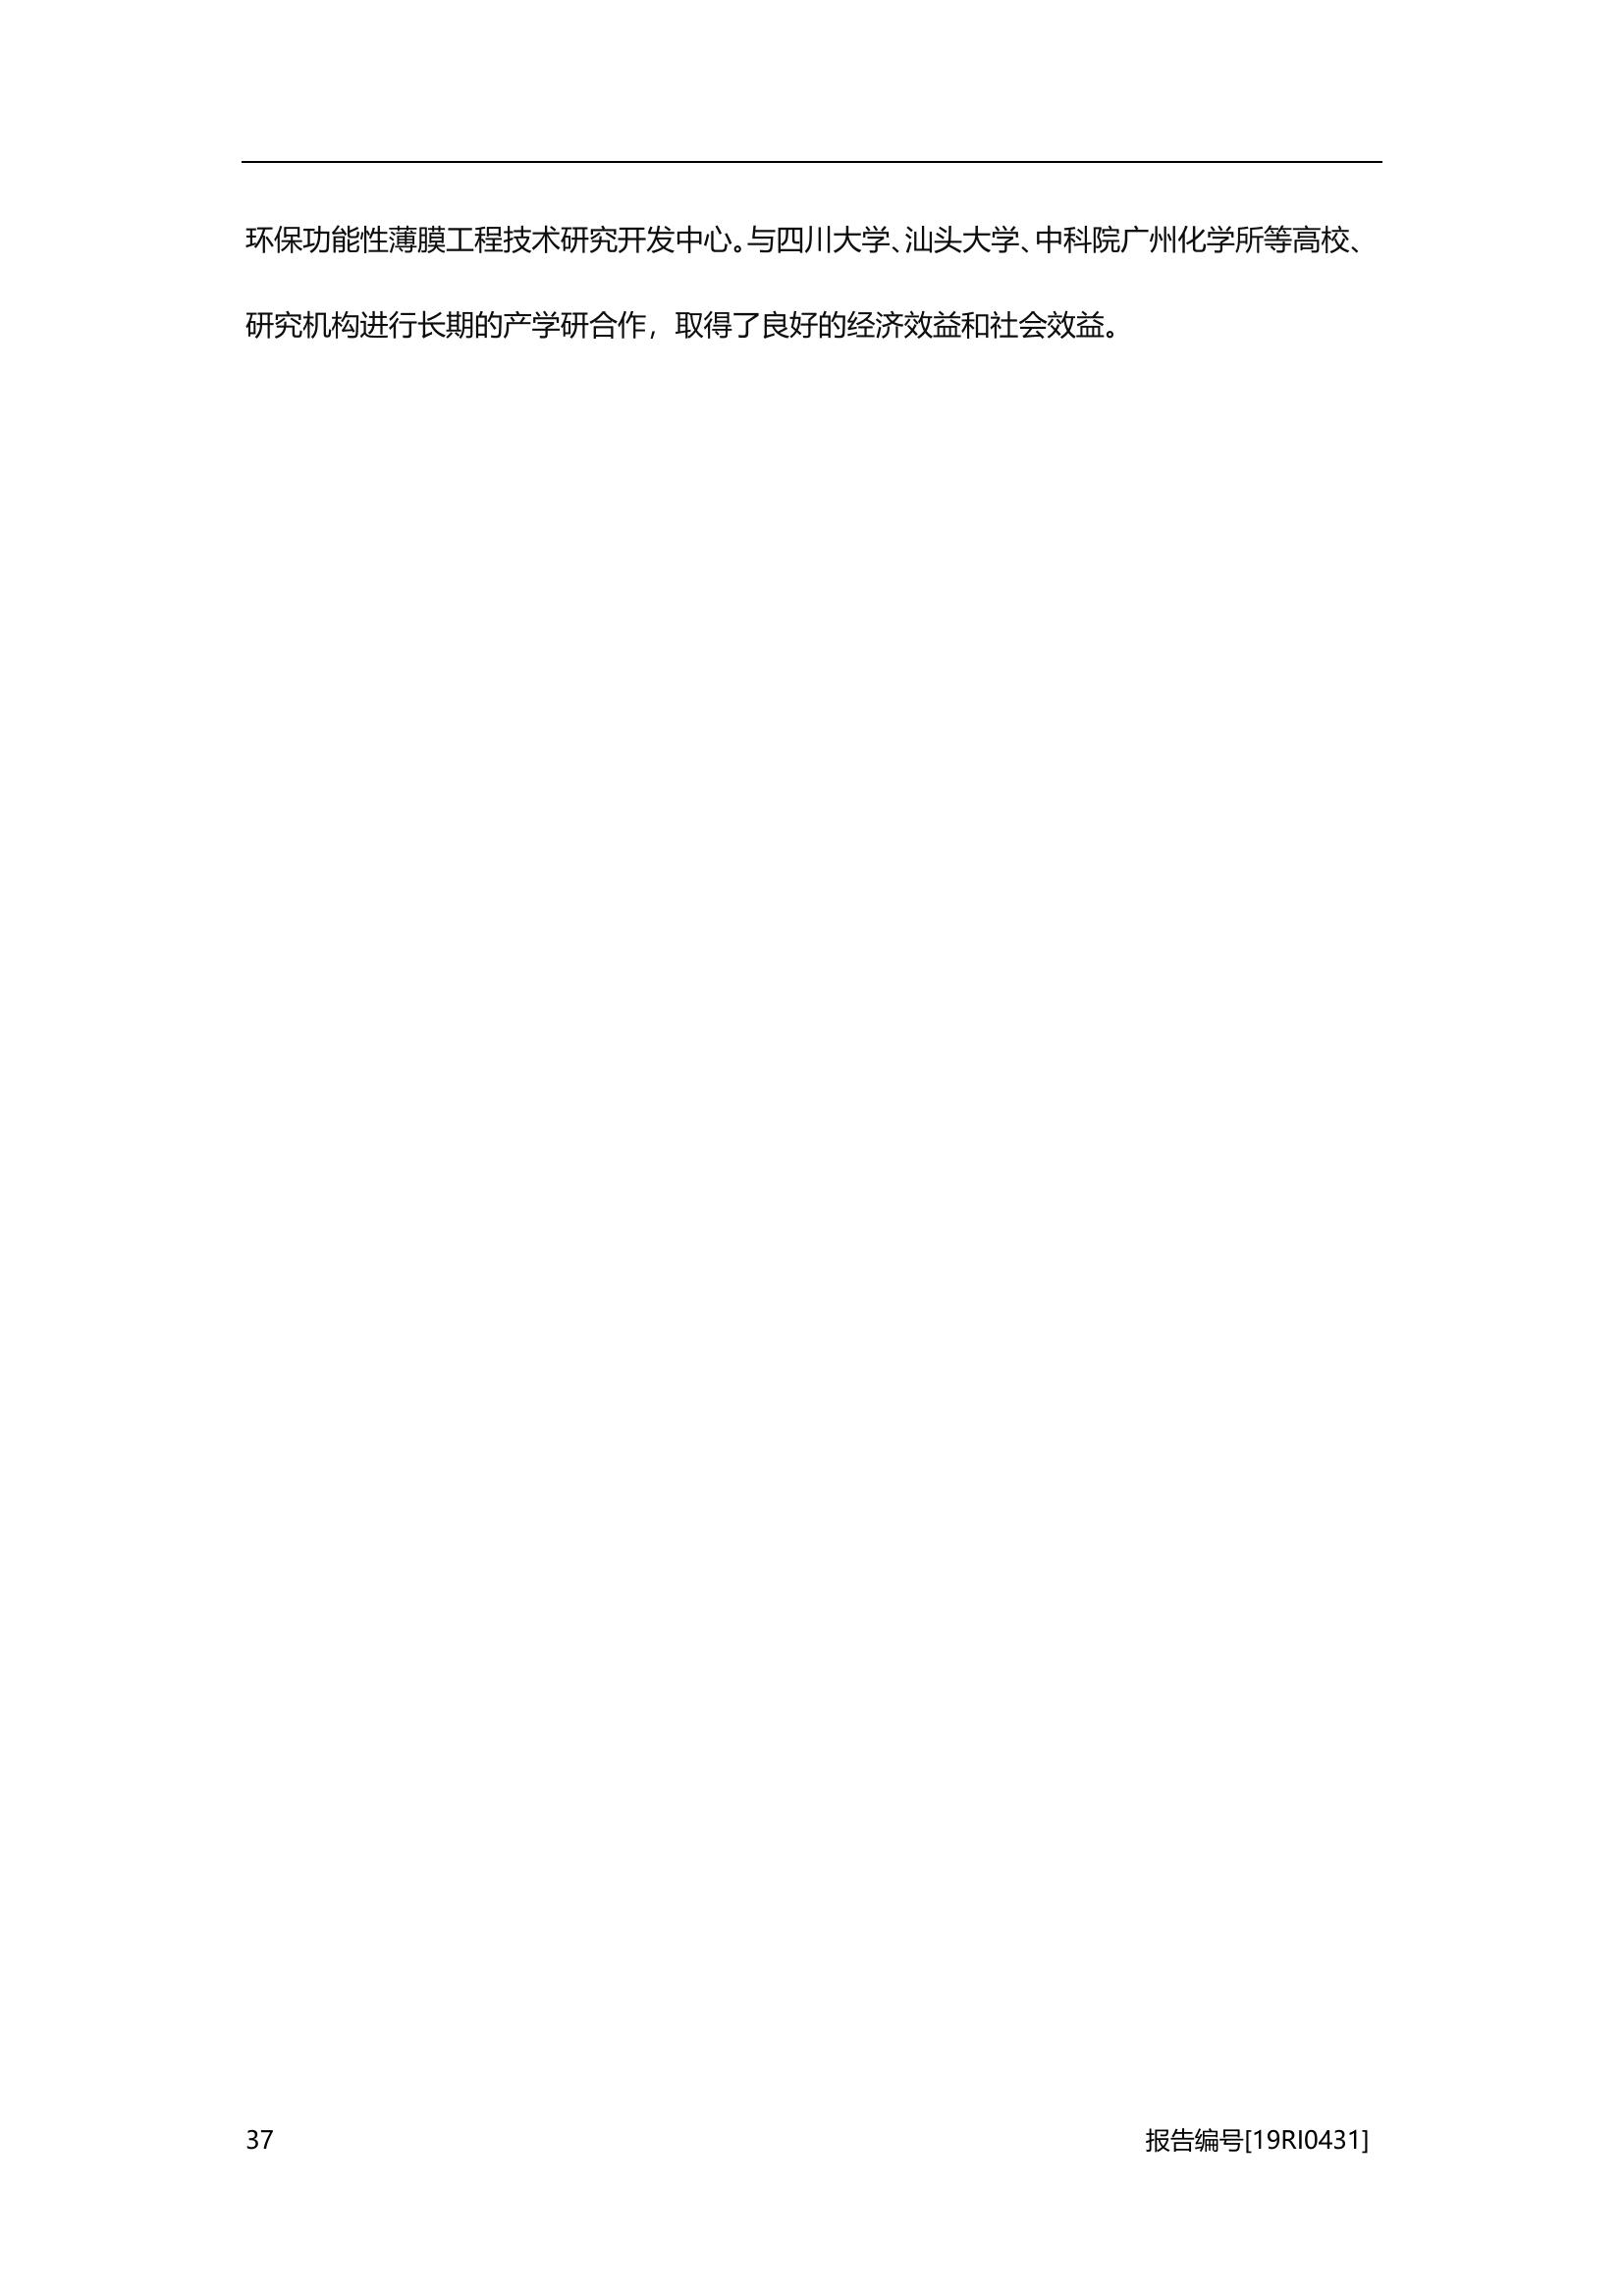 环保功能性薄膜工程技术研究开发中心。与四川大学、汕头大学、中科院广州化学所等高校、
研究机构进行长期的产学研合作，取得了良好的经济效益和社会效益。
37
报告编号[19RI0431]